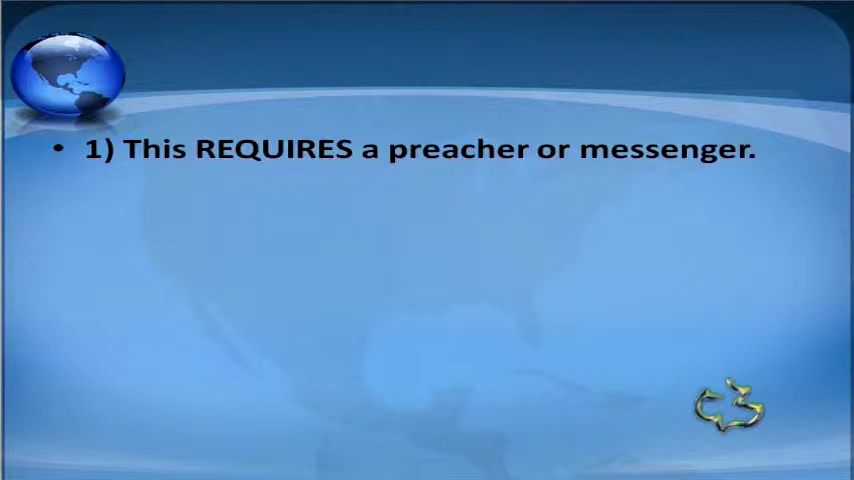 • 1) This REQUIRES a preacher or messenger.